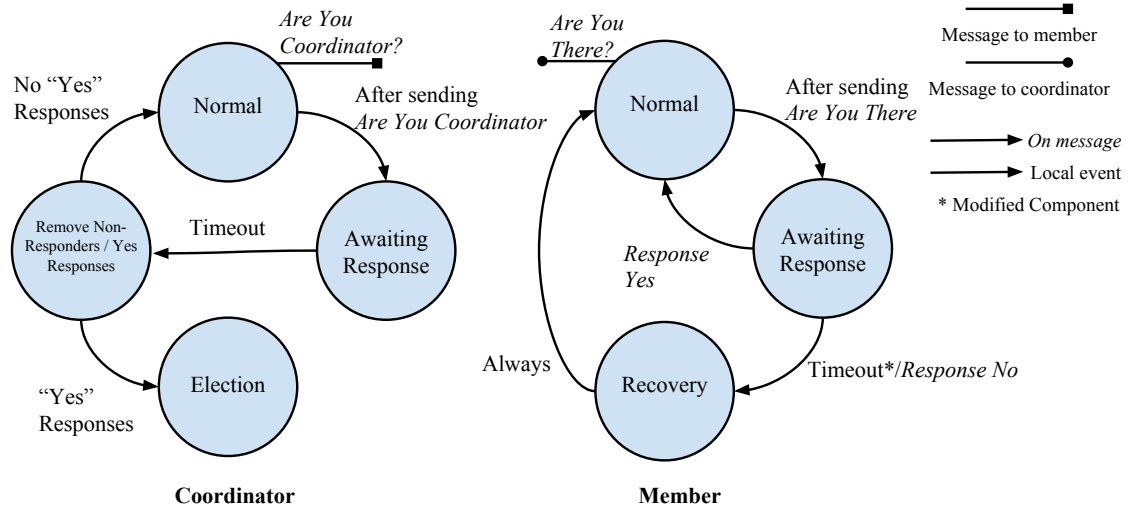 Are You
Coordinator?
No “Yes”
Responses
Normal
After sending
Are You Coordinator
Remove Non-
Responders / Yes
Responses
Timeout
Awaiting
Response
“Yes”
Responses
Election
Coordinator
Are You
There?
Normal
After sending
Are You There
Response
Yes
Awaiting
Response
Always
Recovery
Timeout*/Response No
Member
Message to member
Message to coordinator
On message
Local event
* Modified Component